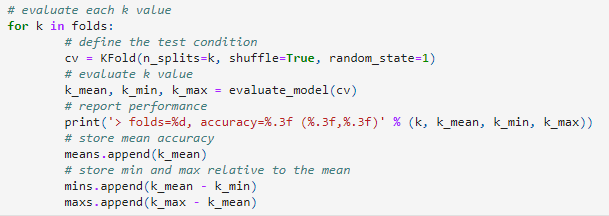 # evaluate each k value
for k in folds:
        # define the test condition
        cv = KFold(n_splits=k, shuffle=True, random_state=1)
        # evaluate k value
        k_mean, k_min, k_max = evaluate_model(cv)
        # report performance
        print('> folds=%d, accuracy=%.3f (%.3f,%.3f)' % (k, k_mean, k_min, k_max))
        # store mean accuracy
        means.append(k_mean)
        # store min and max relative to the mean
        mins.append(k_mean - k_min)
        maxs.append(k_max - k_mean)